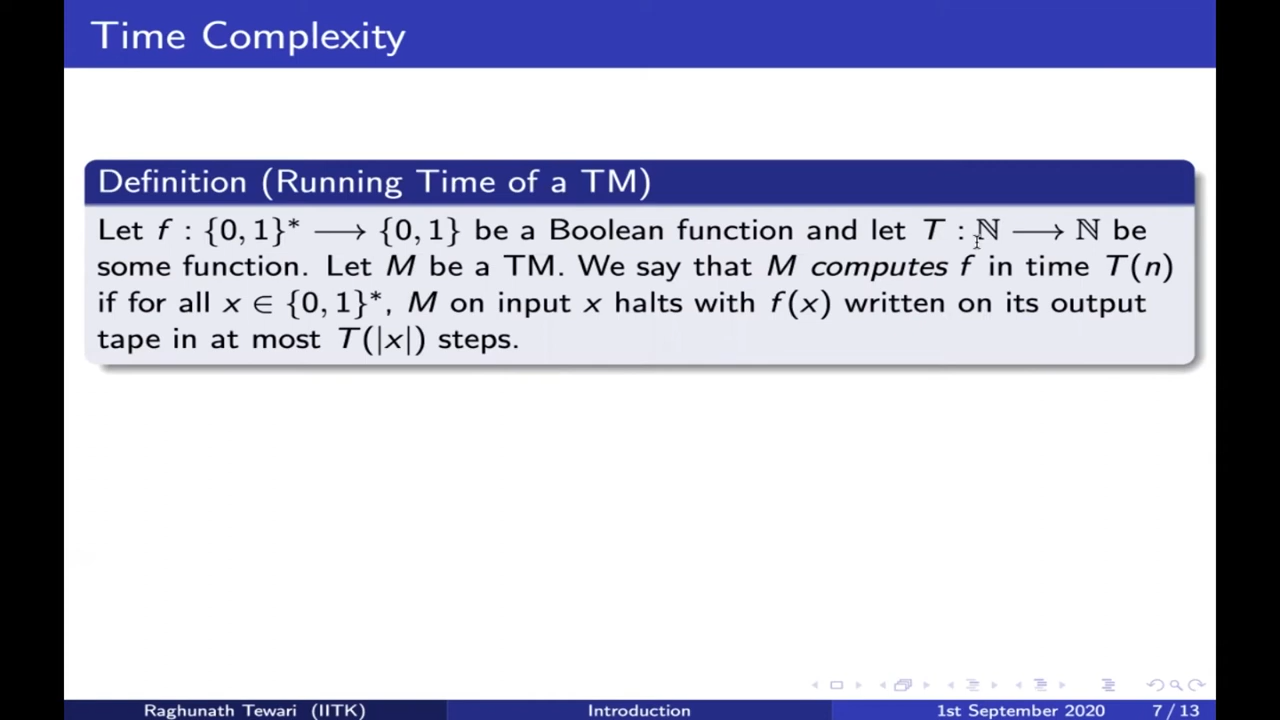 Time Complexity
Definition (Running Time of a TM)
Let f : {0, 1}* ⟶ {0, 1} be a Boolean function and let T : ℕ ⟶ ℕ be
some function. Let M be a TM. We say that M computes f in time T(n)
if for all x ∈ {0, 1}*, M on input x halts with f(x) written on its output
tape in at most T(|x|) steps.
Raghunath Tewari (IITK) Introduction 1st September 2020 7 / 13